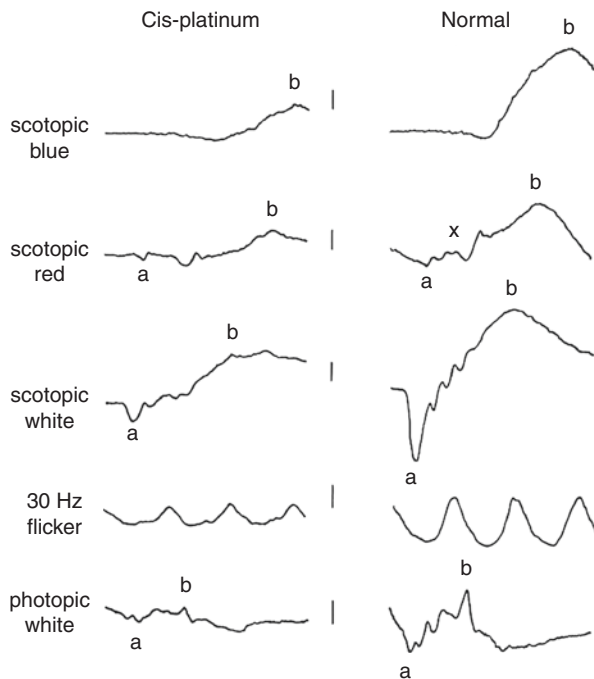 Cis-platinum Normal
b b
scotopic
blue
b b
x
scotopic
red
a a
b b
scotopic
white
a a
30 Hz
flicker
b b
photopic
white
a a